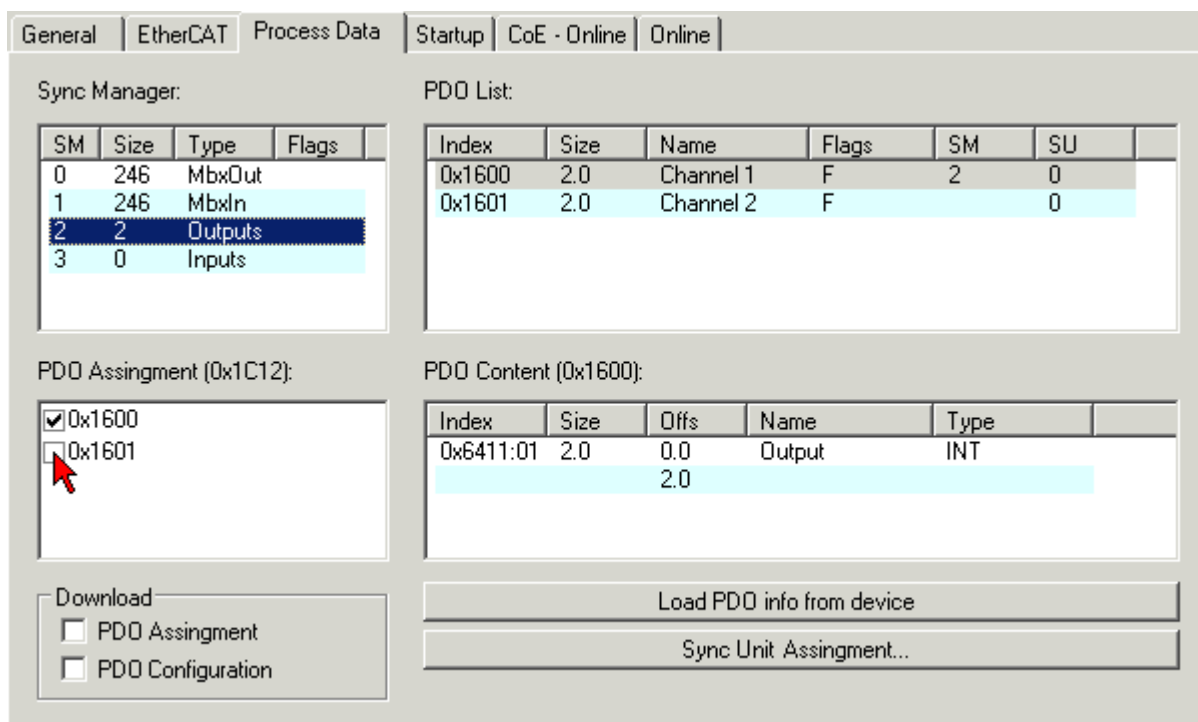 General EtherCAT Process Data Startup CoE - Online Online
Sync Manager:
SM Size Type Flags
0 246 MbxOut
1 246 MbxIn
2 2 Outputs
3 0 Inputs
PDO List:
Index Size Name Flags SM SU
0x1600 2.0 Channel 1 F 2 0
0x1601 2.0 Channel 2 F 0
PDO Assingment (0x1C12):
0x1600
0x1601
PDO Content (0x1600):
Index Size Offs Name Type
0x6411:01 2.0 0.0 Output INT
2.0
Download
PDO Assingment
PDO Configuration
Load PDO info from device
Sync Unit Assingment...